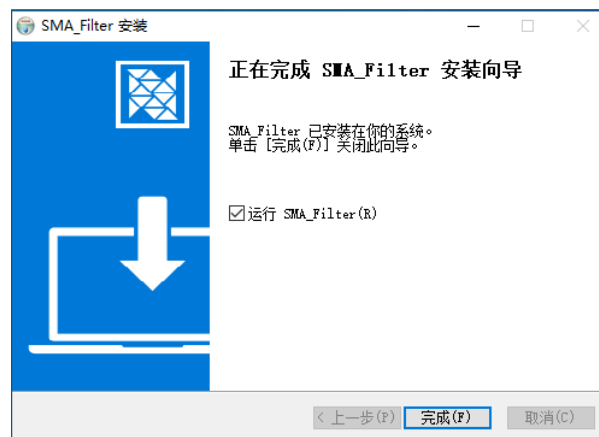 SMA_Filter 安装
正在完成 SMA_Filter 安装向导
SMA_Filter 已安装在你的系统。
单击 [完成(F)] 关闭此向导。
运行 SMA_Filter(R)
< 上一步(P) 完成(F) 取消(C)